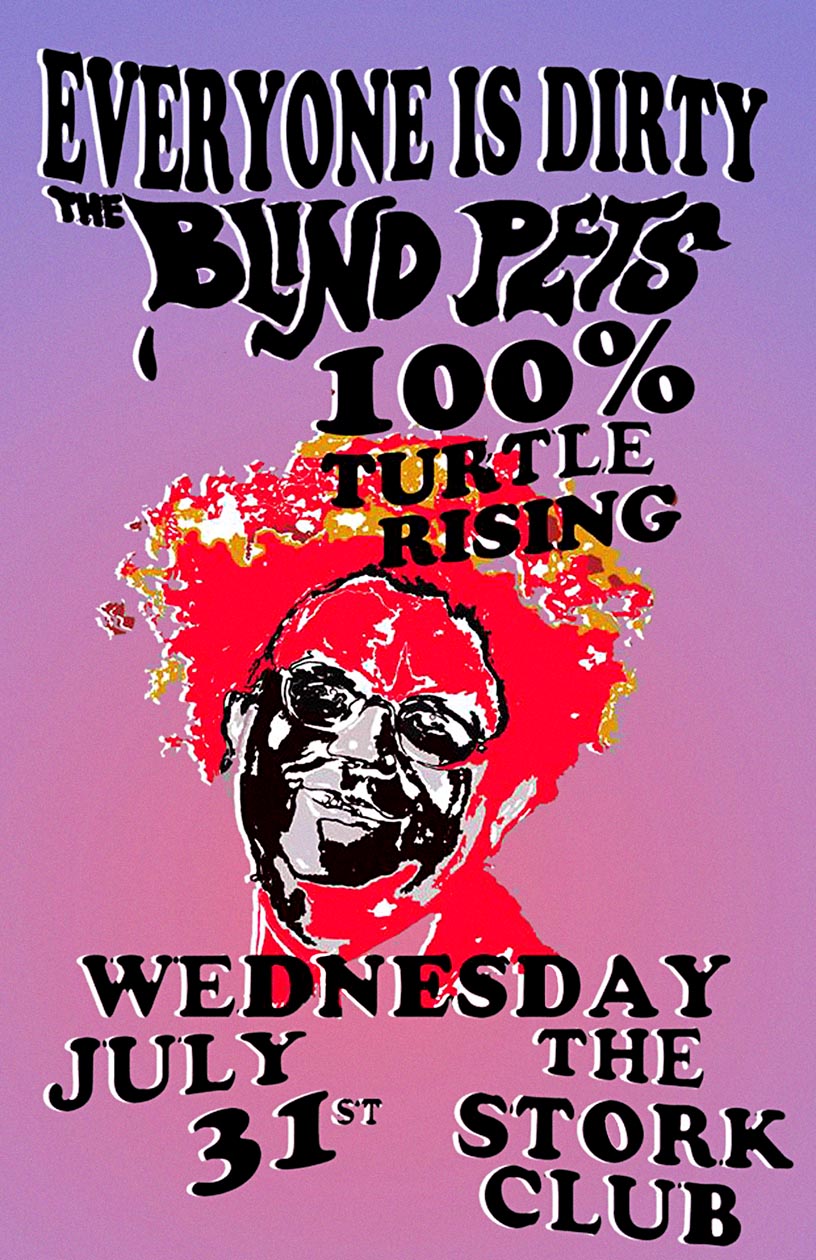 EVERYONE IS DIRTY
THE BLIND PETS
100%
TURTLE
RISING
WEDNESDAY
JULY
31ST
THE
STORK
CLUB